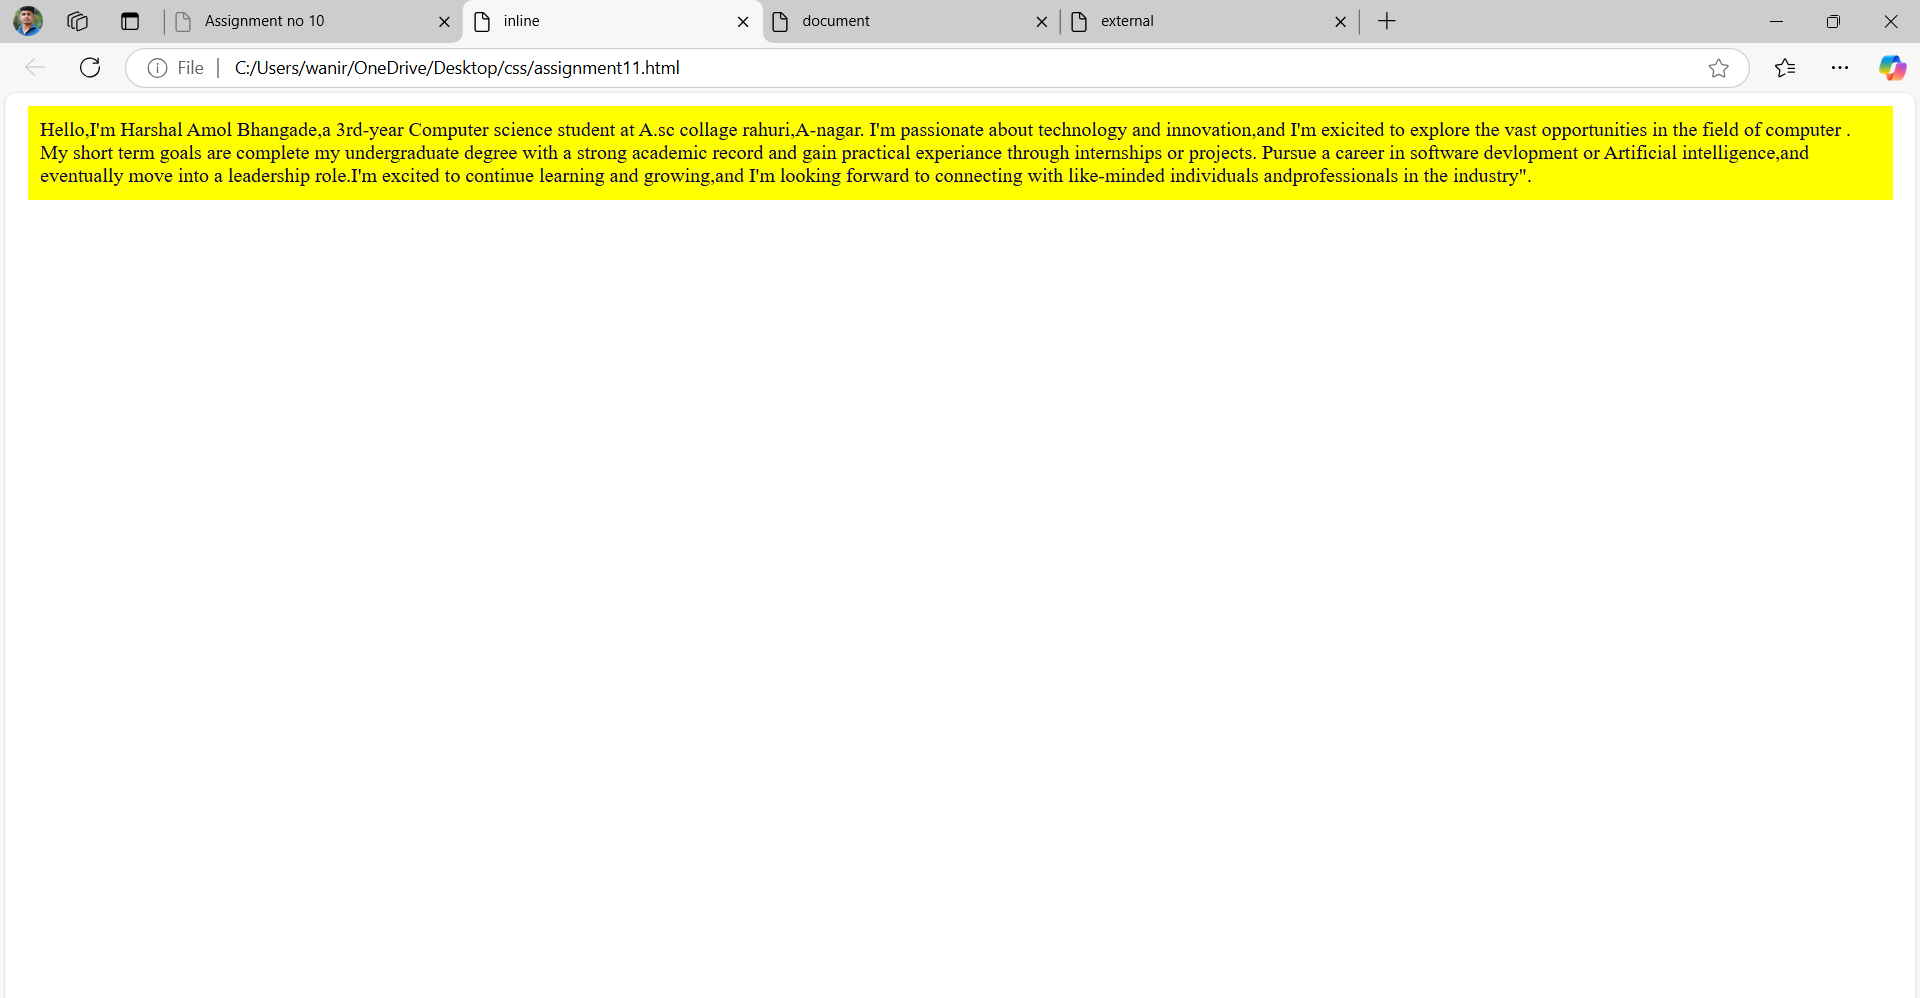 Assignment no 10
inline
document
external
File
C:/Users/wanir/OneDrive/Desktop/css/assignment11.html
Hello,I'm Harshal Amol Bhangade,a 3rd-year Computer science student at A.sc collage rahuri,A-nagar. I'm passionate about technology and innovation,and I'm exicited to explore the vast opportunities in the field of computer .
My short term goals are complete my undergraduate degree with a strong academic record and gain practical experiance through internships or projects. Pursue a career in software devlopment or Artificial intelligence,and
eventually move into a leadership role.I'm excited to continue learning and growing,and I'm looking forward to connecting with like-minded individuals andprofessionals in the industry".